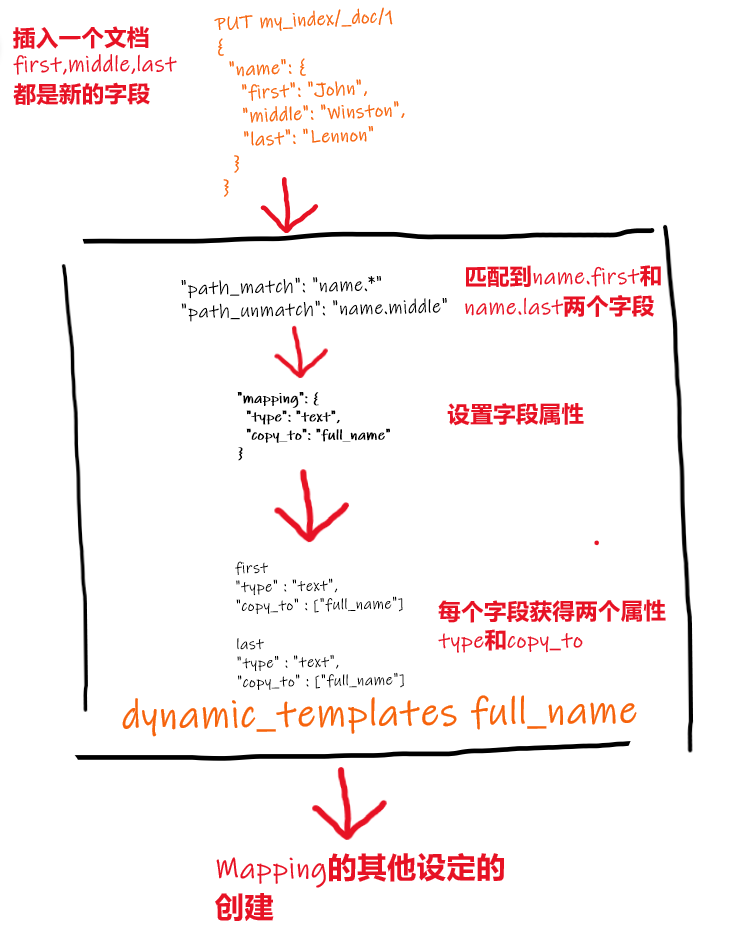 插入一个文档
first,middle,last
都是新的字段
PUT my_index/_doc/1
{
"name": {
"first": "John",
"middle": "Winston",
"last": "Lennon"
}
}
"path_match": "name.*"
"path_unmatch": "name.middle"
匹配到name.first和
name.last两个字段
"mapping": {
"type": "text",
"copy_to": "full_name"
}
设置字段属性
first
"type" : "text",
"copy_to" : ["full_name"]
last
"type" : "text",
"copy_to" : ["full_name"]
每个字段获得两个属性
type和copy_to
dynamic_templates full_name
Mapping的其他设定的
创建